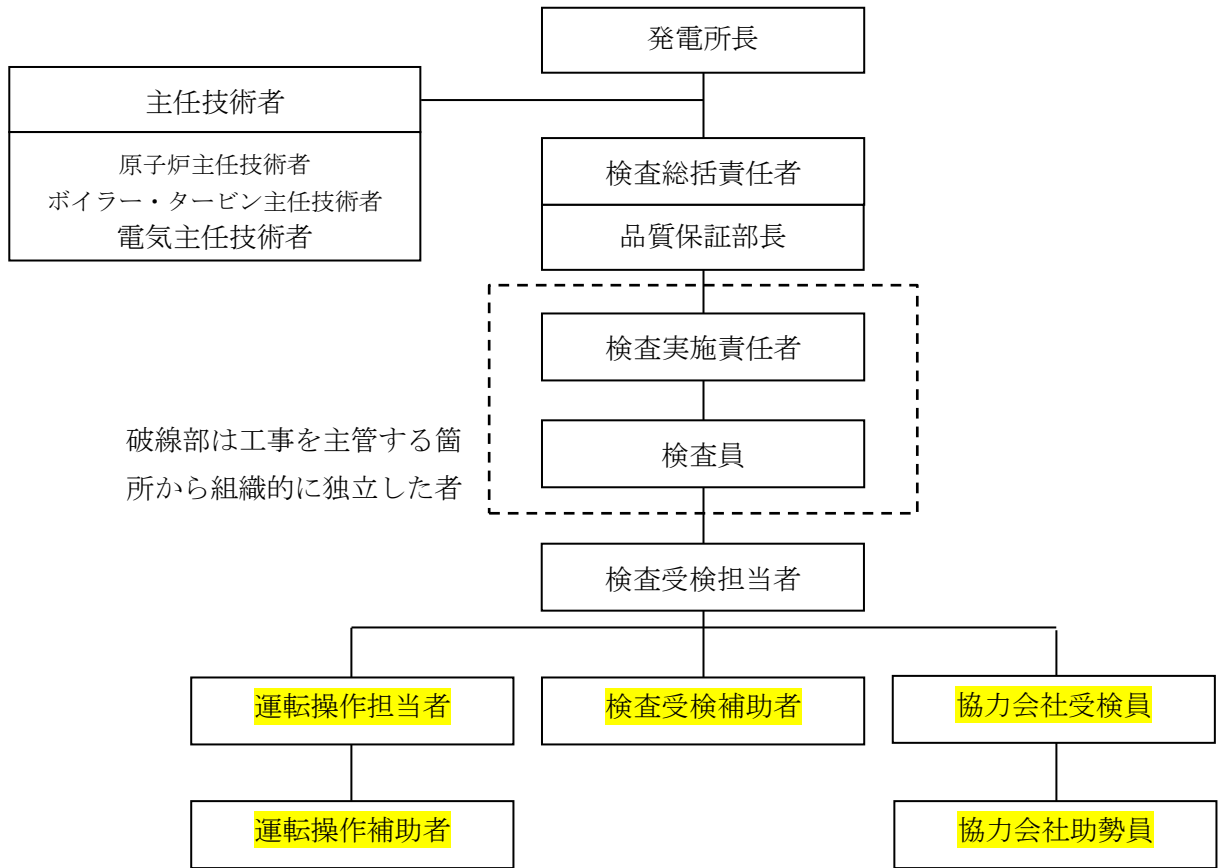 発電所長
主任技術者
原子炉主任技術者
ボイラー・タービン主任技術者
電気主任技術者
検査総括責任者
品質保証部長
検査実施責任者
検査員
破線部は工事を主管する箇
所から組織的に独立した者
検査受検担当者
運転操作担当者
検査受検補助者
協力会社受検員
運転操作補助者
協力会社助勢員